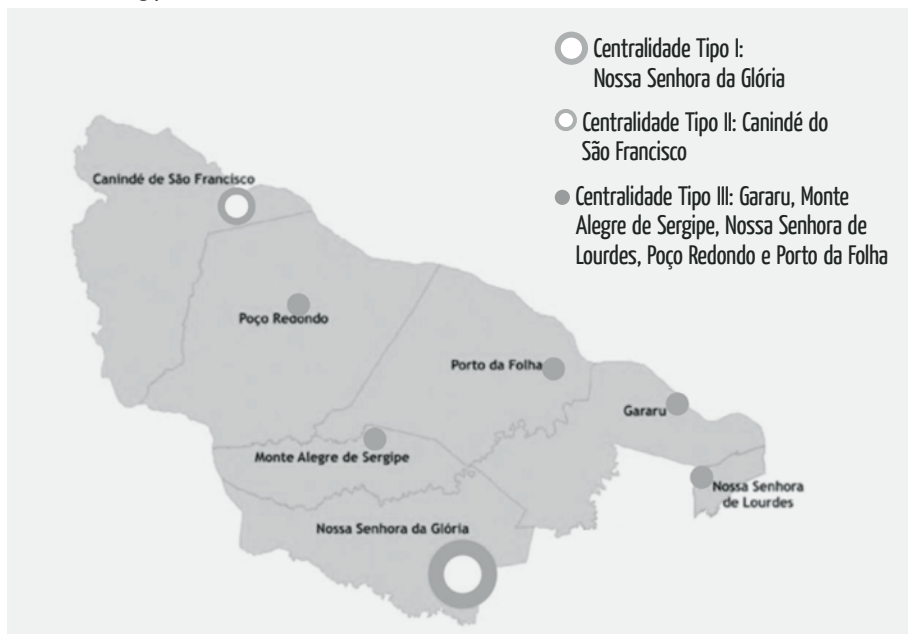 Centralidade Tipo I:
Nossa Senhora da Glória
Centralidade Tipo II: Canindé do
São Francisco
Centralidade Tipo III: Gararu, Monte
Alegre de Sergipe, Nossa Senhora de
Lourdes, Poço Redondo e Porto da Folha
Canindé de São Francisco
Poço Redondo
Porto da Folha
Gararu
Monte Alegre de Sergipe
Nossa Senhora
de Lourdes
Nossa Senhora da Glória